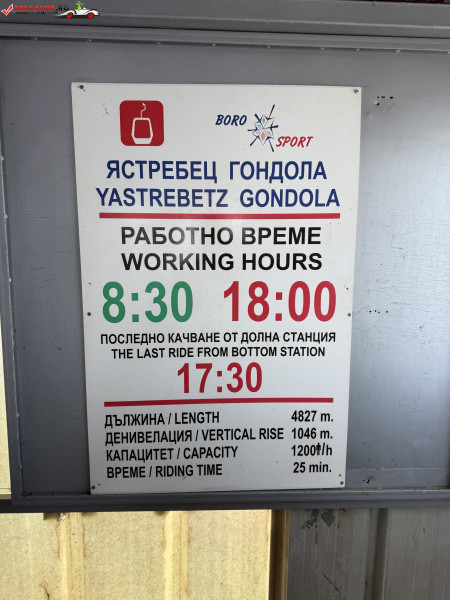 BORO
SPORT
ЯСТРЕБЕЦ ГОНДОЛА
YASTREBETZ GONDOLA
РАБОТНО ВРЕМЕ
WORKING HOURS
8:30 18:00
ПОСЛЕДНО КАЧВАНЕ ОТ ДОЛНА СТАНЦИЯ
THE LAST RIDE FROM BOTTOM STATION
17:30
ДЪЛЖИНА / LENGTH 4827 m.
ДЕНИВЕЛАЦИЯ / VERTICAL RISE 1046 m.
КАПАЦИТЕТ / CAPACITY 1200 /h
ВРЕМЕ / RIDING TIME 25 min.